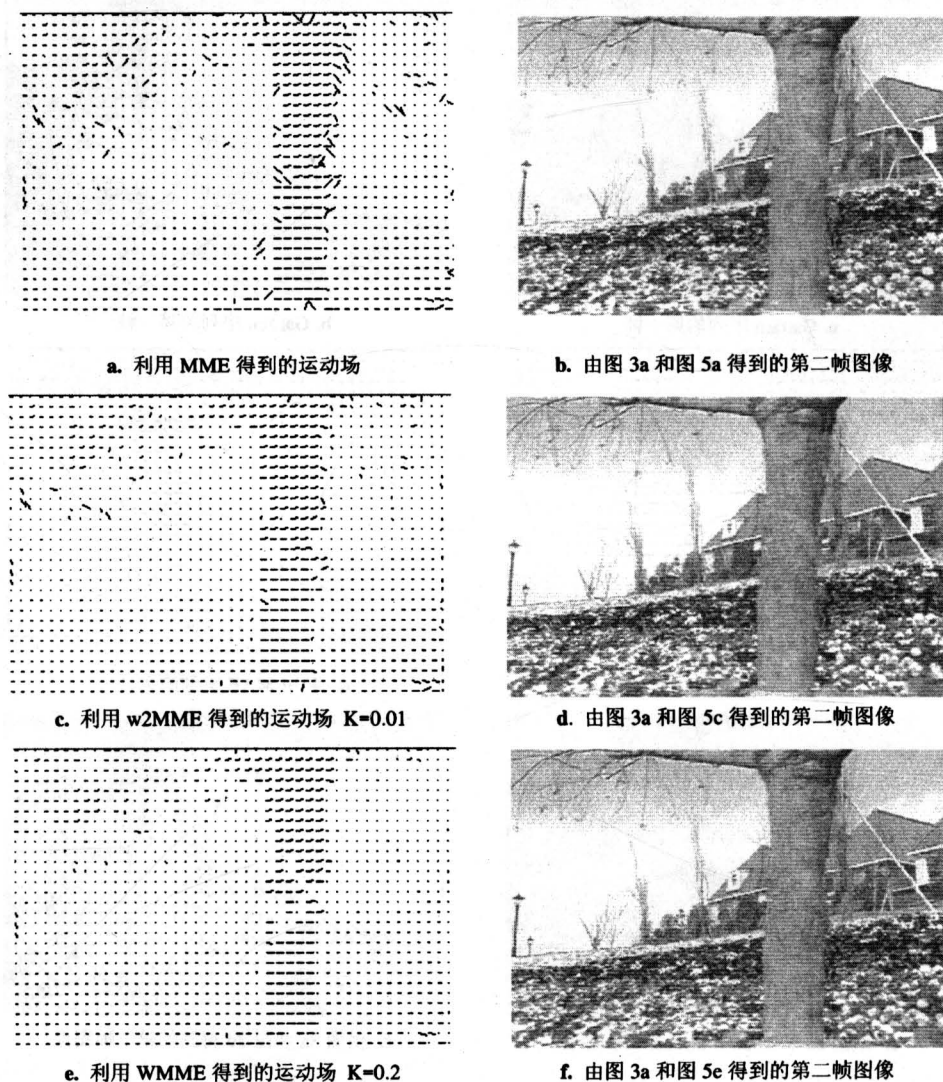 a. 利用 MME 得到的运动场
b. 由图 3a 和图 5a 得到的第二帧图像
c. 利用 w2MME 得到的运动场 K=0.01
d. 由图 3a 和图 5c 得到的第二帧图像
e. 利用 WMME 得到的运动场 K=0.2
f. 由图 3a 和图 5e 得到的第二帧图像